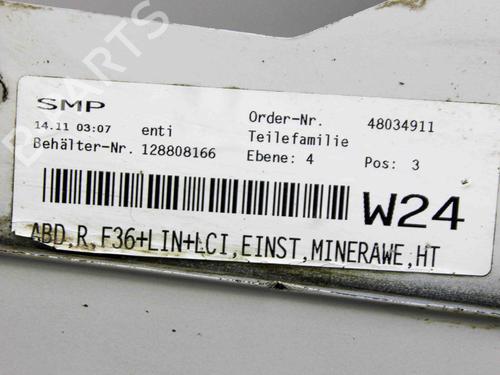 PARTS
SMP
Order-Nr. 48034911
14.11 03:07 enti Teilefamilie
Behälter-Nr. 128808166 Ebene: 4 Pos: 3
W24
ABD,R,F36+LIN+LCI,EINST,MINERAWE,HT